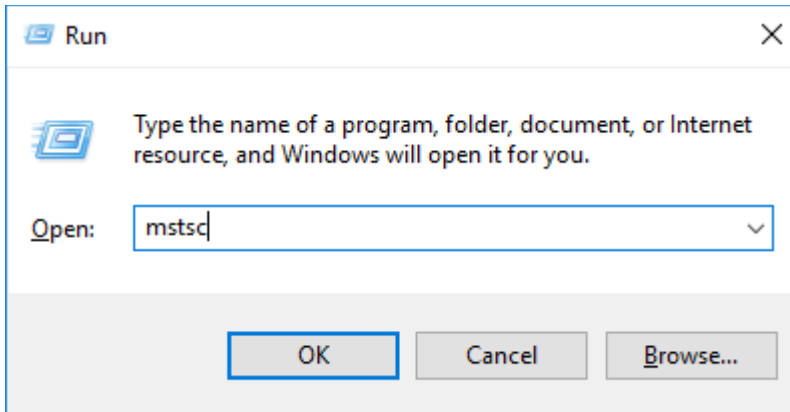 Run
Type the name of a program, folder, document, or Internet
resource, and Windows will open it for you.
Open: mstsc
OK Cancel Browse...